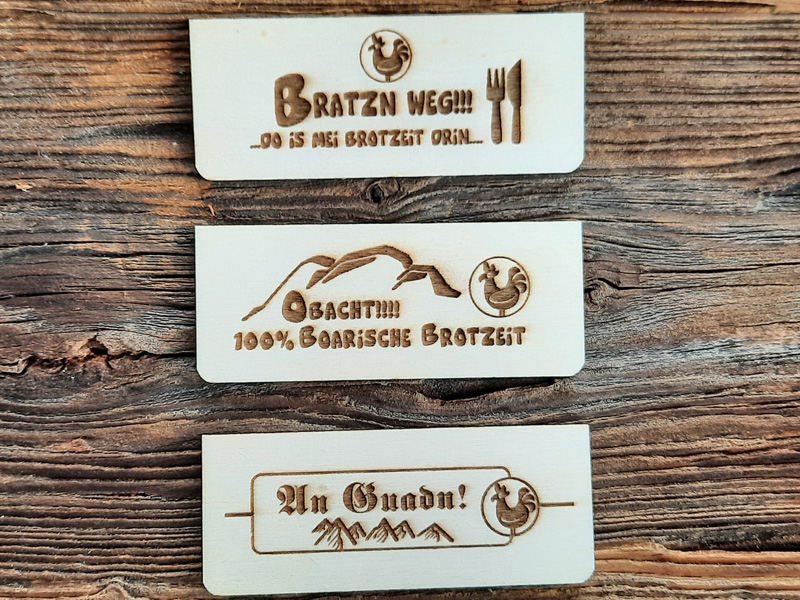 BRATZN WEG!!!
...DO iS MEi BROTZEiT DRiN...
OBACHT!!!!
100% BOARiSCHE BROTZEiT
An Guadn!